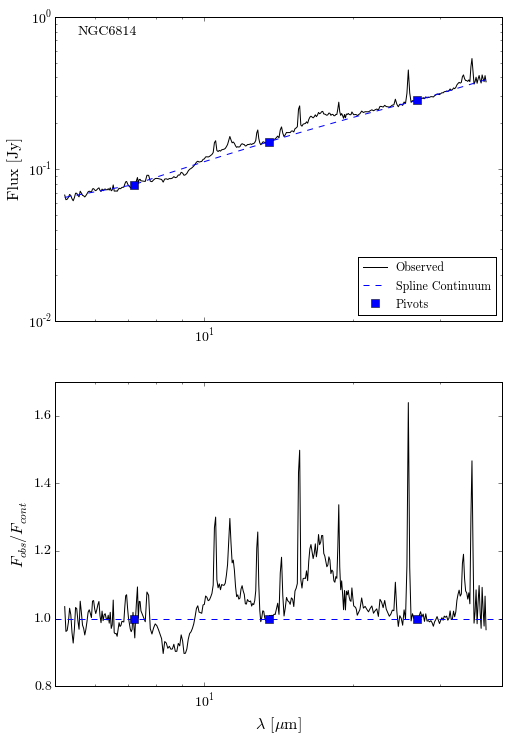 NGC6814
10^0
10^-1
10^-2
Flux [Jy]
Observed
Spline Continuum
Pivots
10^1
1.6
1.4
1.2
1.0
0.8
F_obs/F_cont
10^1
λ [μm]